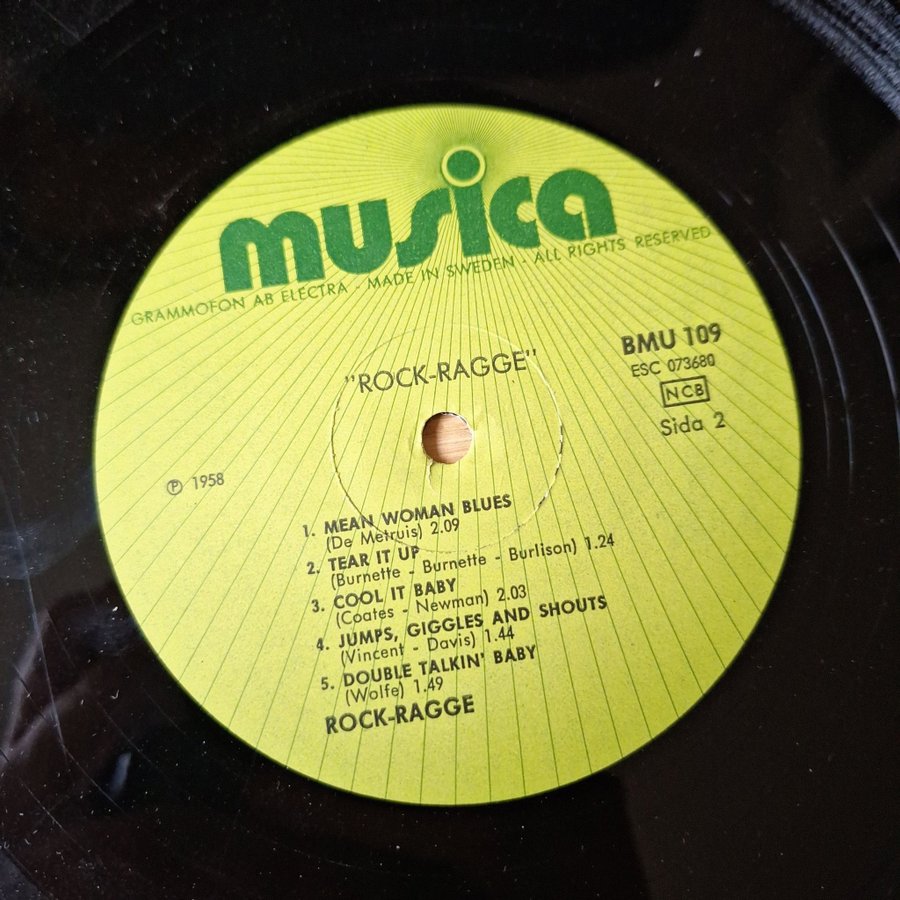 musica
GRAMMOFON AB ELECTRA - MADE IN SWEDEN - ALL RIGHTS RESERVED
BMU 109
ESC 073680
NCB
Sida 2
"ROCK-RAGGE"
℗ 1958
1. MEAN WOMAN BLUES
(De Metruis) 2.09
2. TEAR IT UP
(Burnette - Burnette - Burlison) 1.24
3. COOL IT BABY
(Coates - Newman) 2.03
4. JUMPS, GIGGLES AND SHOUTS
(Vincent - Davis) 1.44
5. DOUBLE TALKIN' BABY
(Wolfe) 1.49
ROCK-RAGGE